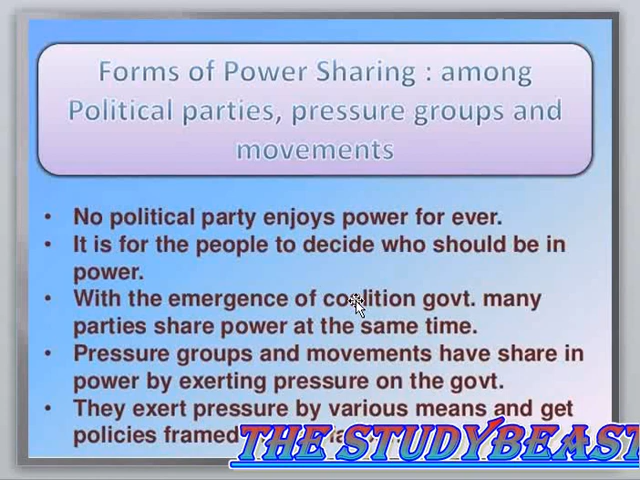 Forms of Power Sharing : among
Political parties, pressure groups and
movements
• No political party enjoys power for ever.
• It is for the people to decide who should be in
power.
• With the emergence of coalition govt. many
parties share power at the same time.
• Pressure groups and movements have share in
power by exerting pressure on the govt.
• They exert pressure by various means and get
policies framed
THE STUDYBEAST